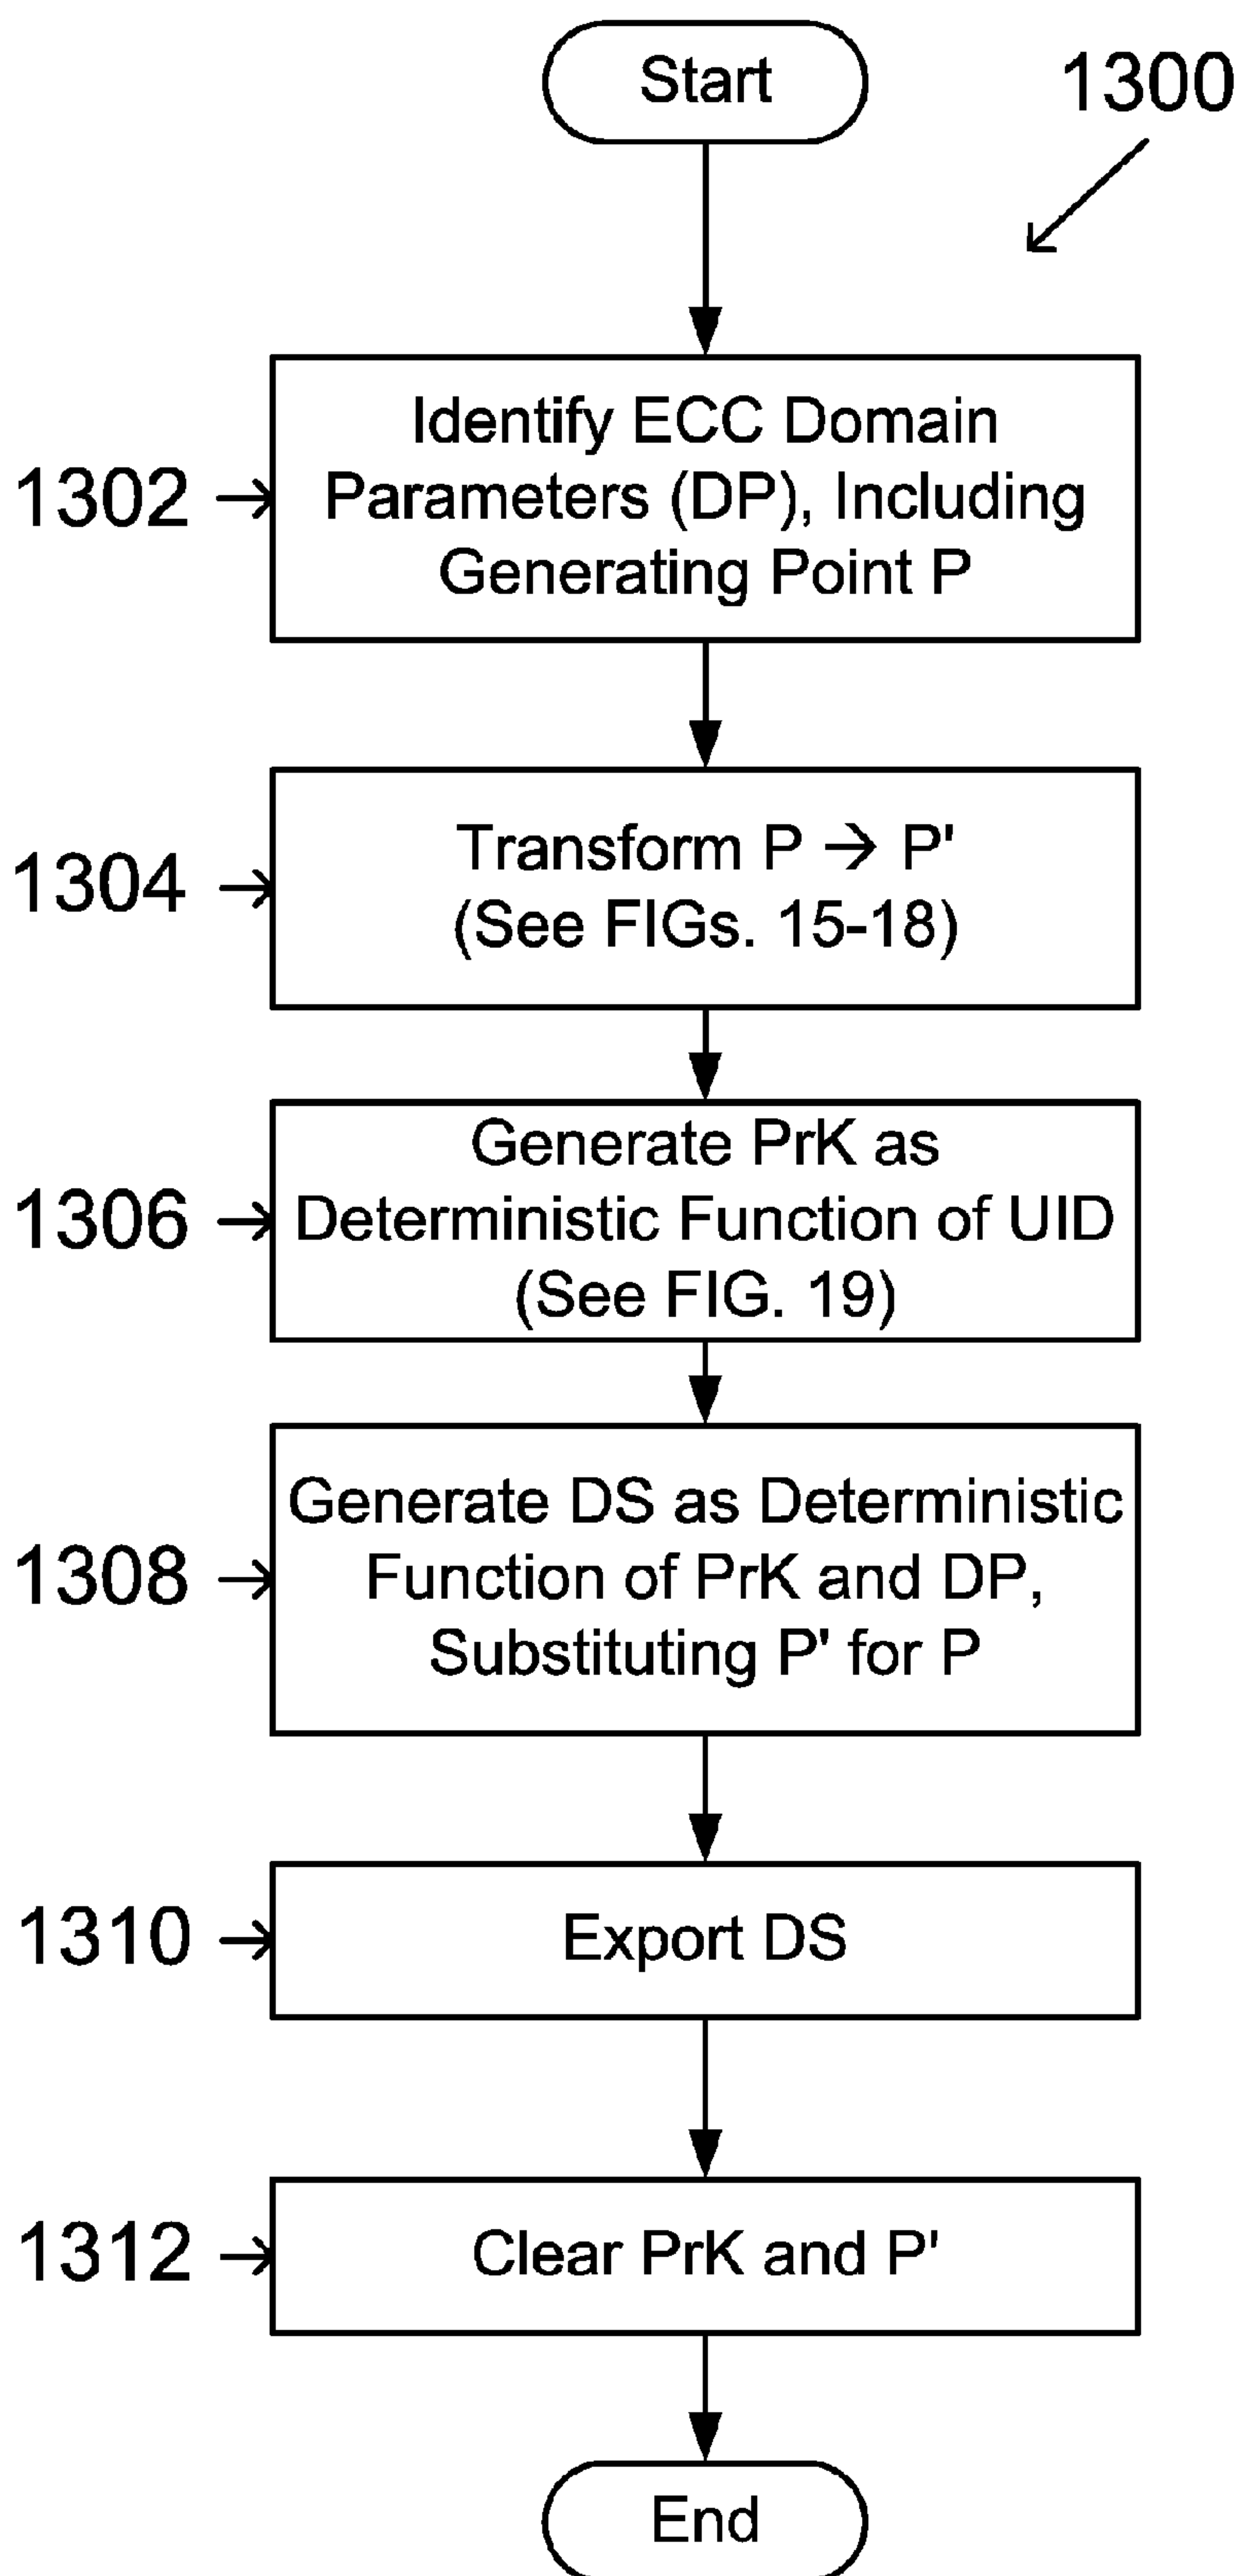 Start
1300
1302
Identify ECC Domain
Parameters (DP), Including
Generating Point P
1304
Transform P → P'
(See FIGs. 15-18)
1306
Generate PrK as
Deterministic Function of UID
(See FIG. 19)
1308
Generate DS as Deterministic
Function of PrK and DP,
Substituting P' for P
1310
Export DS
1312
Clear PrK and P'
End